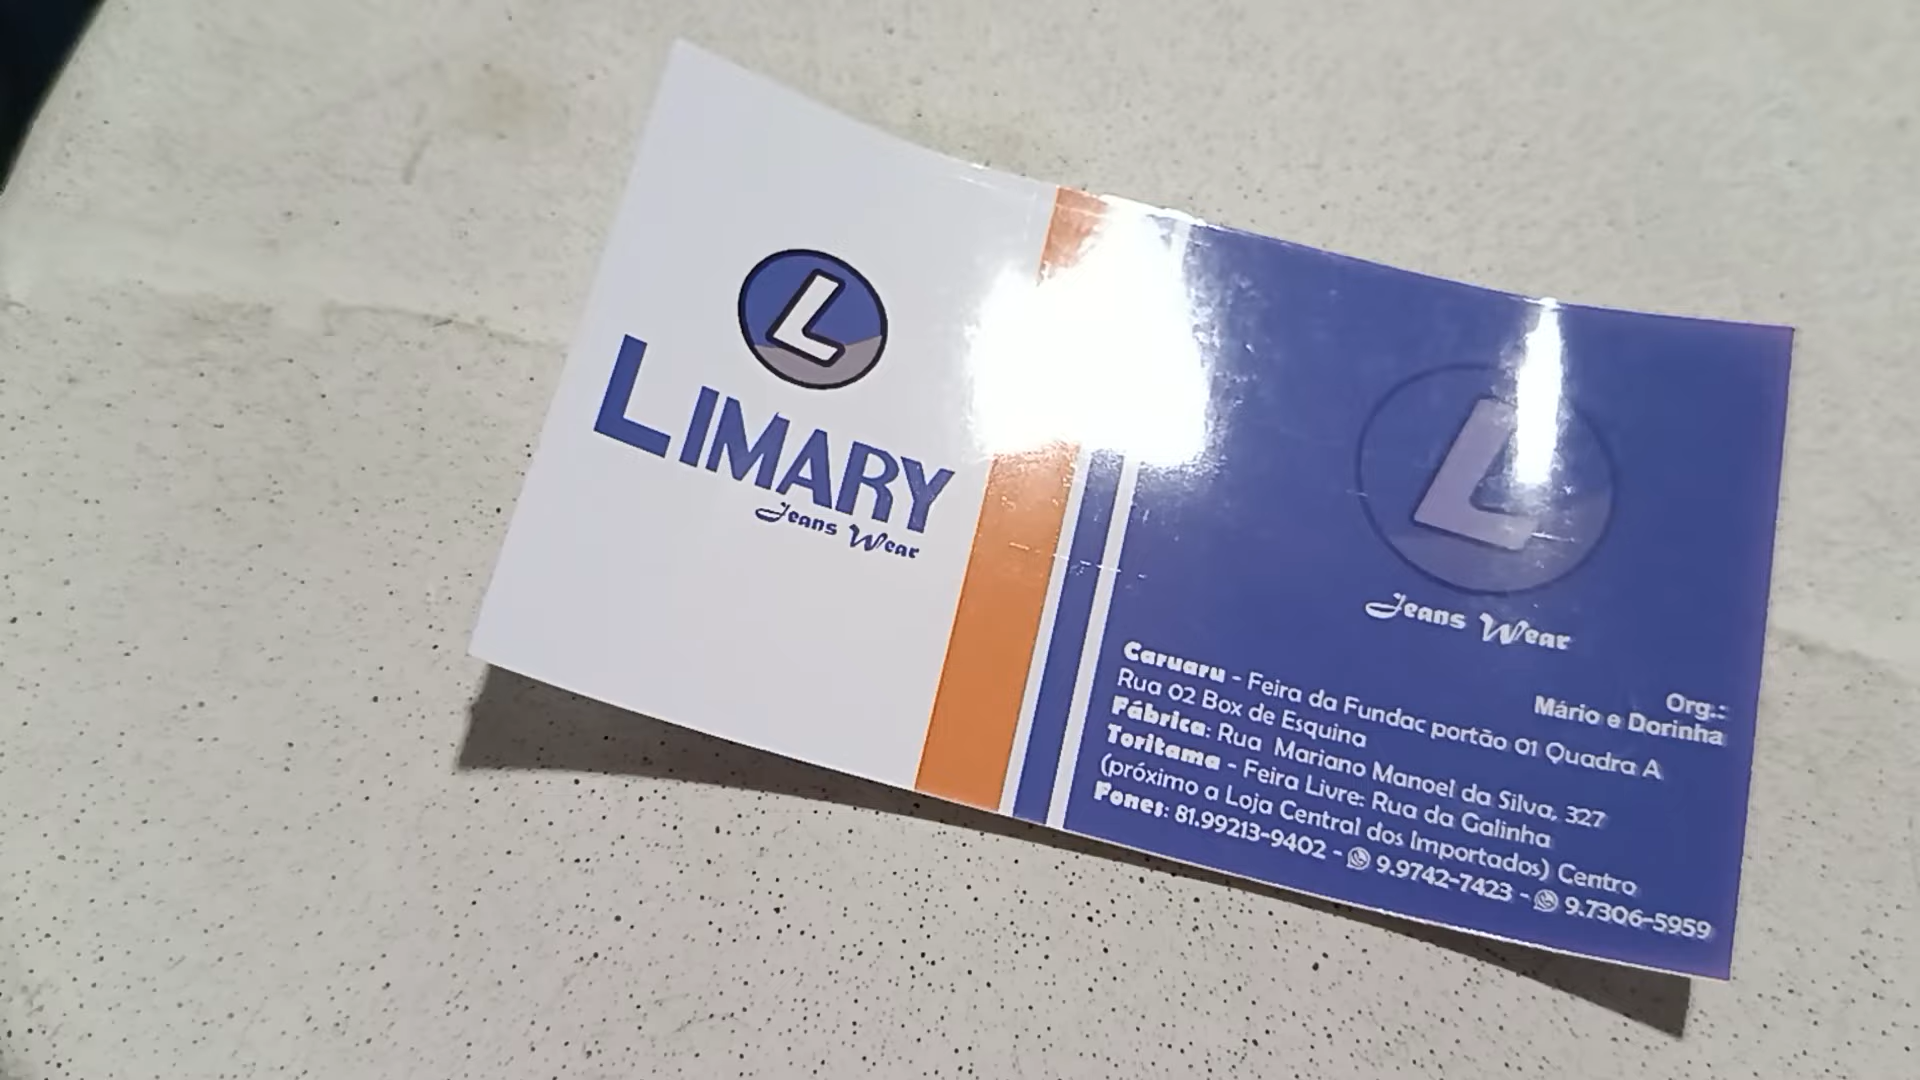 L
LIMARY
Jeans Wear
L
Jeans Wear
Org.:
Mário e Dorinha
Caruaru - Feira da Fundac portão 01 Quadra A
Rua 02 Box de Esquina
Fábrica: Rua Mariano Manoel da Silva, 327
Toritama - Feira Livre: Rua da Galinha
(próximo a Loja Central dos Importados) Centro
Fones: 81.99213-9402 - 9.9742-7423 - 9.7306-5959